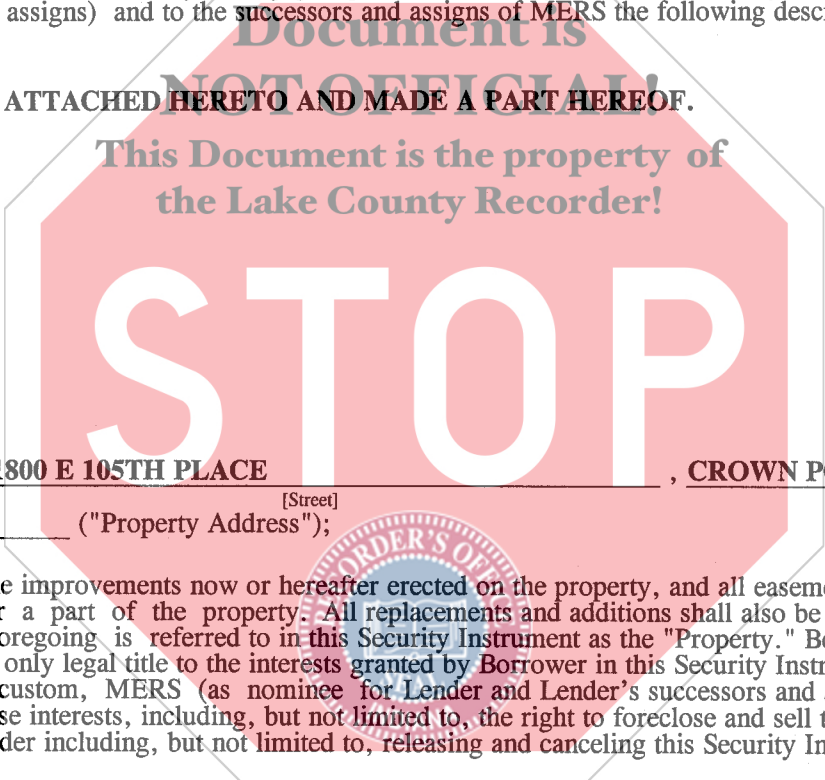 assigns) and to the successors and assigns of MERS the following desc
Document is
NOT OFFICIAL!
ATTACHED HERETO AND MADE A PART HEREOF.
This Document is the property of
the Lake County Recorder!
STOP
800 E 105TH PLACE , CROWN P
[Street]
("Property Address");
RECORDER'S OF
e improvements now or hereafter erected on the property, and all easem
r a part of the property. All replacements and additions shall also be
oregoing is referred to in this Security Instrument as the "Property." B
only legal title to the interests granted by Borrower in this Security Instr
custom, MERS (as nominee for Lender and Lender's successors and
se interests, including, but not limited to, the right to foreclose and sell t
der including, but not limited to, releasing and canceling this Security In
SEAL